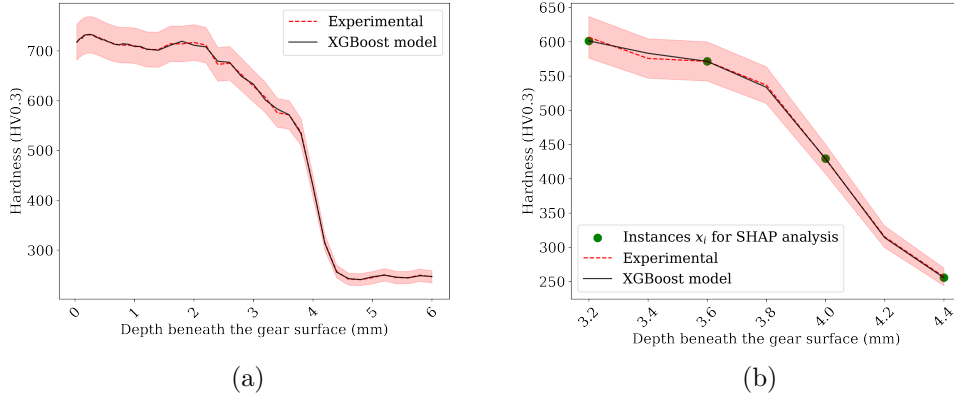 700
600
500
400
300
Hardness (HV0.3)
Experimental
XGBoost model
0
1
2
3
4
5
6
Depth beneath the gear surface (mm)
(a)
650
600
550
500
450
400
350
300
250
Hardness (HV0.3)
Instances x_i for SHAP analysis
Experimental
XGBoost model
3.2
3.4
3.6
3.8
4.0
4.2
4.4
Depth beneath the gear surface (mm)
(b)